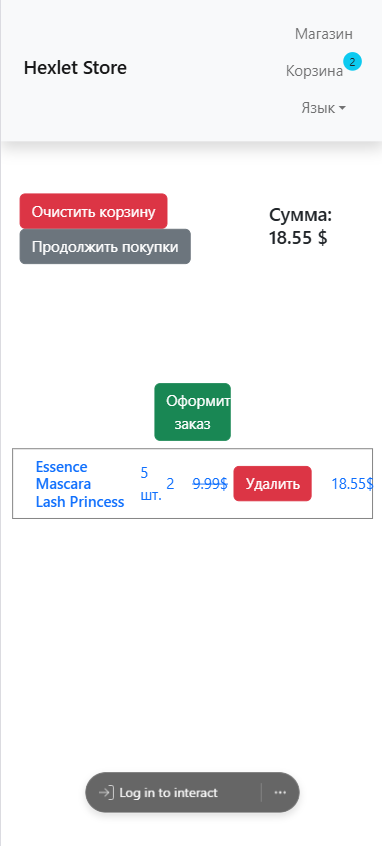 Магазин
Hexlet Store
Корзина 2
Язык
Очистить корзину
Продолжить покупки
Сумма:
18.55 $
Оформит
заказ
Essence
Mascara
Lash Princess
5
шт.
2
9.99$
Удалить
18.55$
Log in to interact